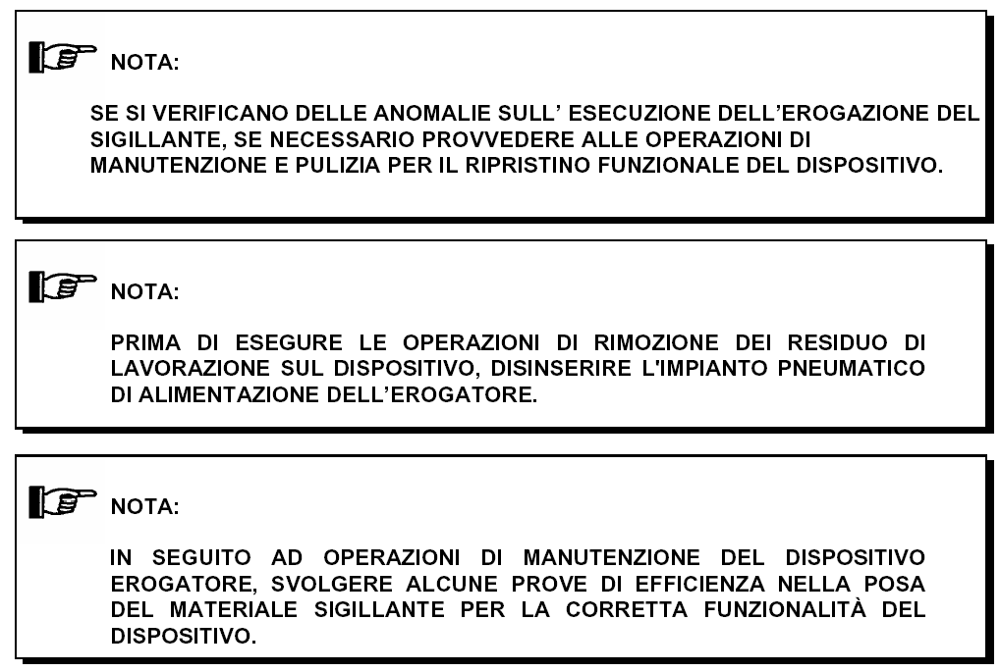 NOTA:
SE SI VERIFICANO DELLE ANOMALIE SULL' ESECUZIONE DELL'EROGAZIONE DEL
SIGILLANTE, SE NECESSARIO PROVVEDERE ALLE OPERAZIONI DI
MANUTENZIONE E PULIZIA PER IL RIPRISTINO FUNZIONALE DEL DISPOSITIVO.
NOTA:
PRIMA DI ESEGURE LE OPERAZIONI DI RIMOZIONE DEI RESIDUO DI
LAVORAZIONE SUL DISPOSITIVO, DISINSERIRE L'IMPIANTO PNEUMATICO
DI ALIMENTAZIONE DELL'EROGATORE.
NOTA:
IN SEGUITO AD OPERAZIONI DI MANUTENZIONE DEL DISPOSITIVO
EROGATORE, SVOLGERE ALCUNE PROVE DI EFFICIENZA NELLA POSA
DEL MATERIALE SIGILLANTE PER LA CORRETTA FUNZIONALITÀ DEL
DISPOSITIVO.